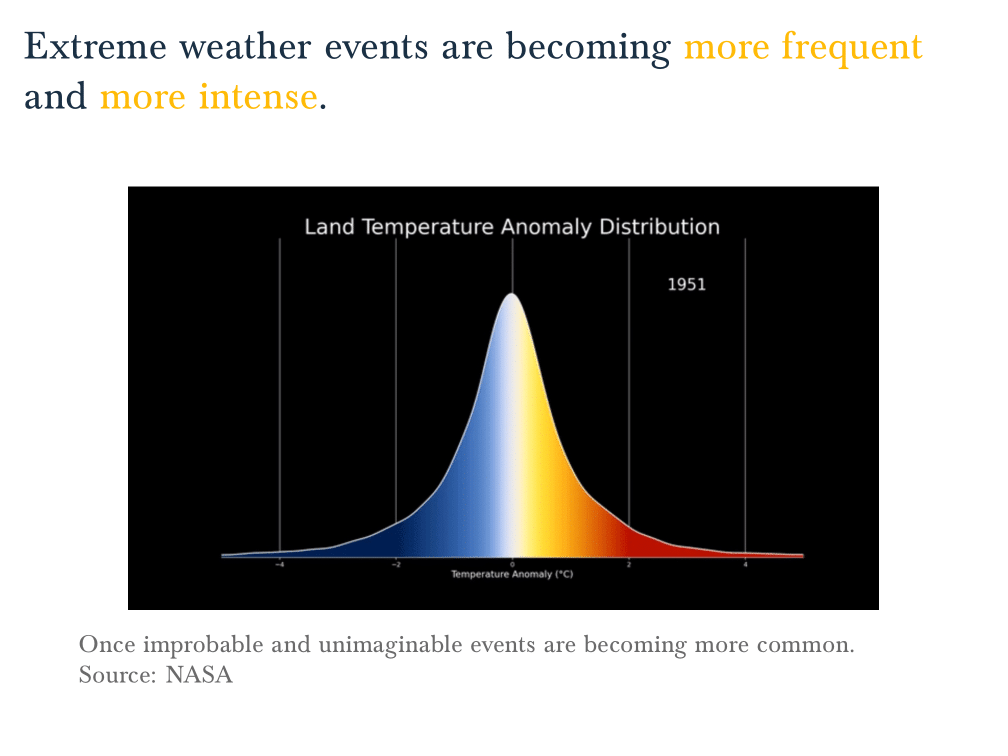 Extreme weather events are becoming more frequent
and more intense.
Land Temperature Anomaly Distribution
1951
−4 −2 0 2 4
Temperature Anomaly (°C)
Once improbable and unimaginable events are becoming more common.
Source: NASA